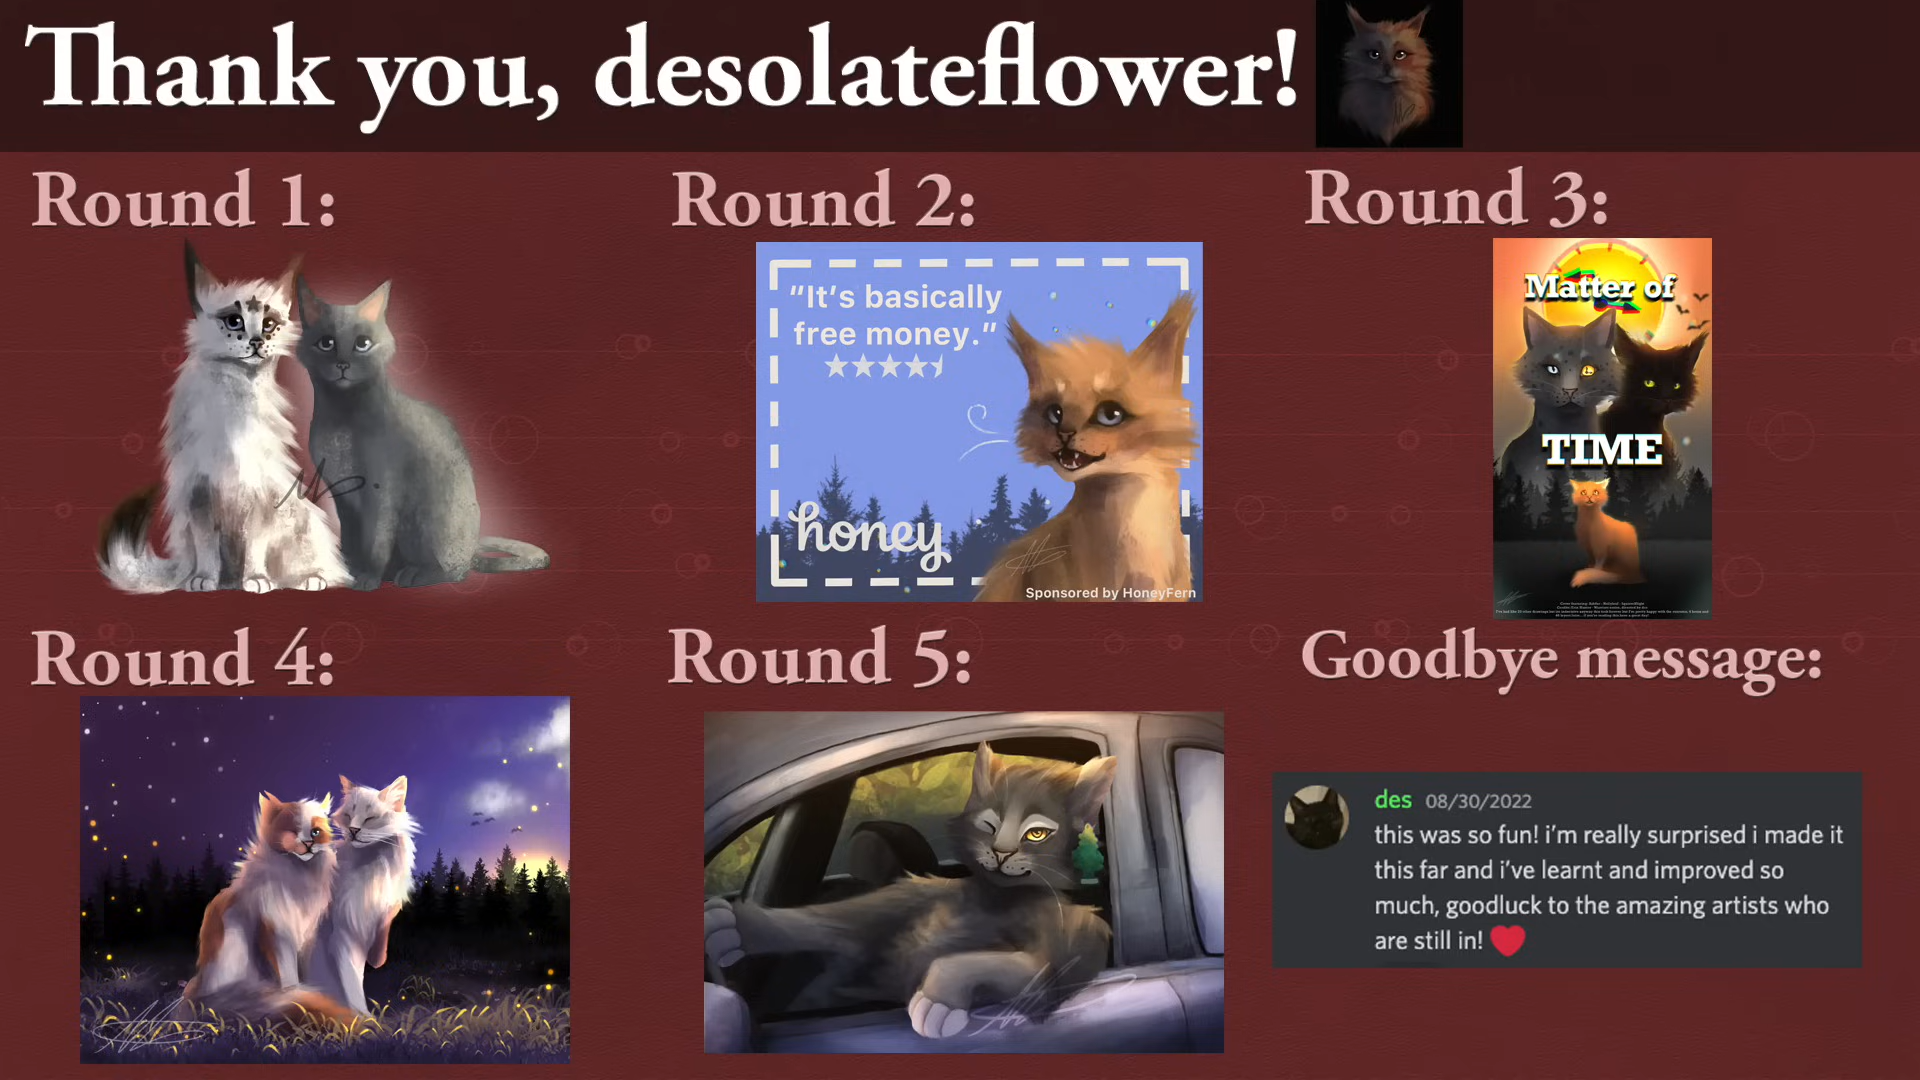 Thank you, desolateflower!
Round 1:
Round 2:
Round 3:
"It's basically
free money."
honey
Sponsored by HoneyFern
Matter of
TIME
Round 4:
Round 5:
Goodbye message:
des 08/30/2022
this was so fun! i'm really surprised i made it
this far and i've learnt and improved so
much, goodluck to the amazing artists who
are still in! ❤️